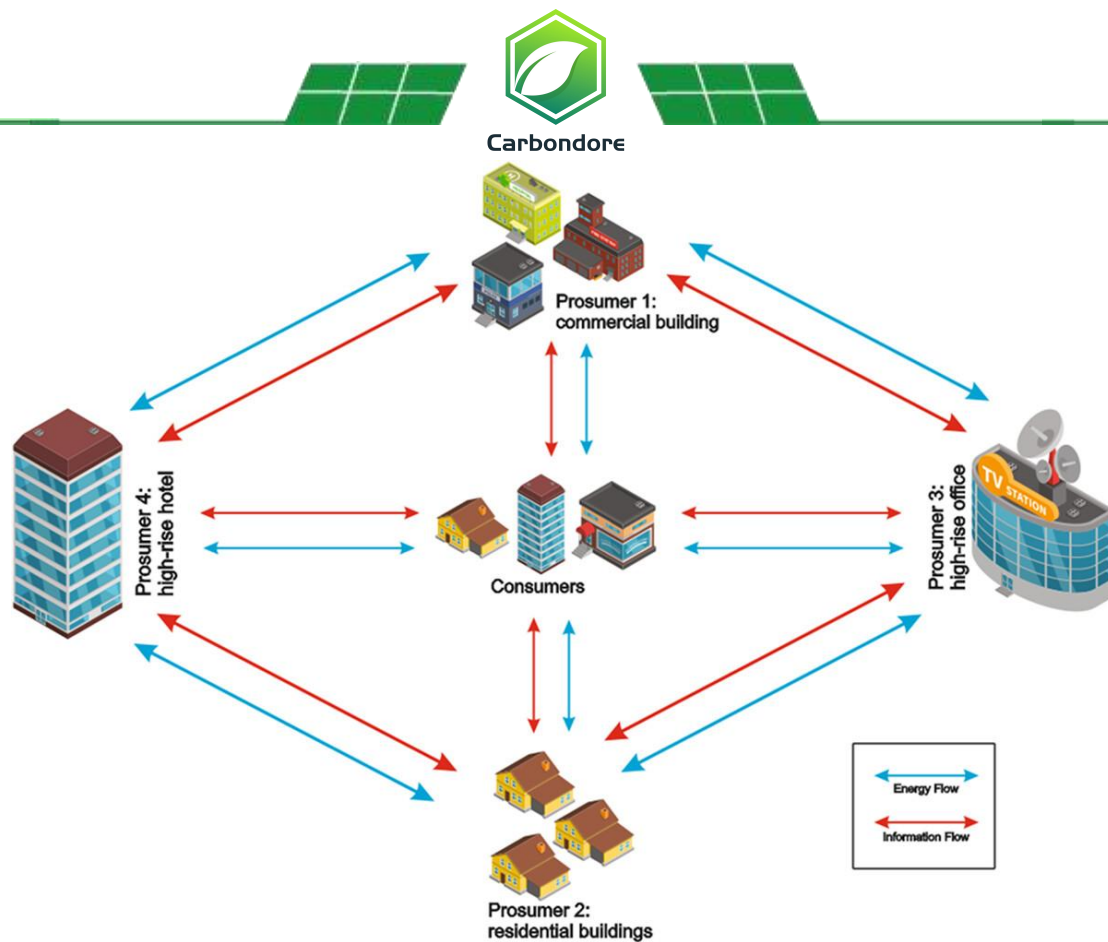 Carbondore
Prosumer 1:
commercial building
Prosumer 4:
high-rise hotel
Consumers
Prosumer 3:
high-rise office
TV
STATION
Prosumer 2:
residential buildings
Energy Flow
Information Flow